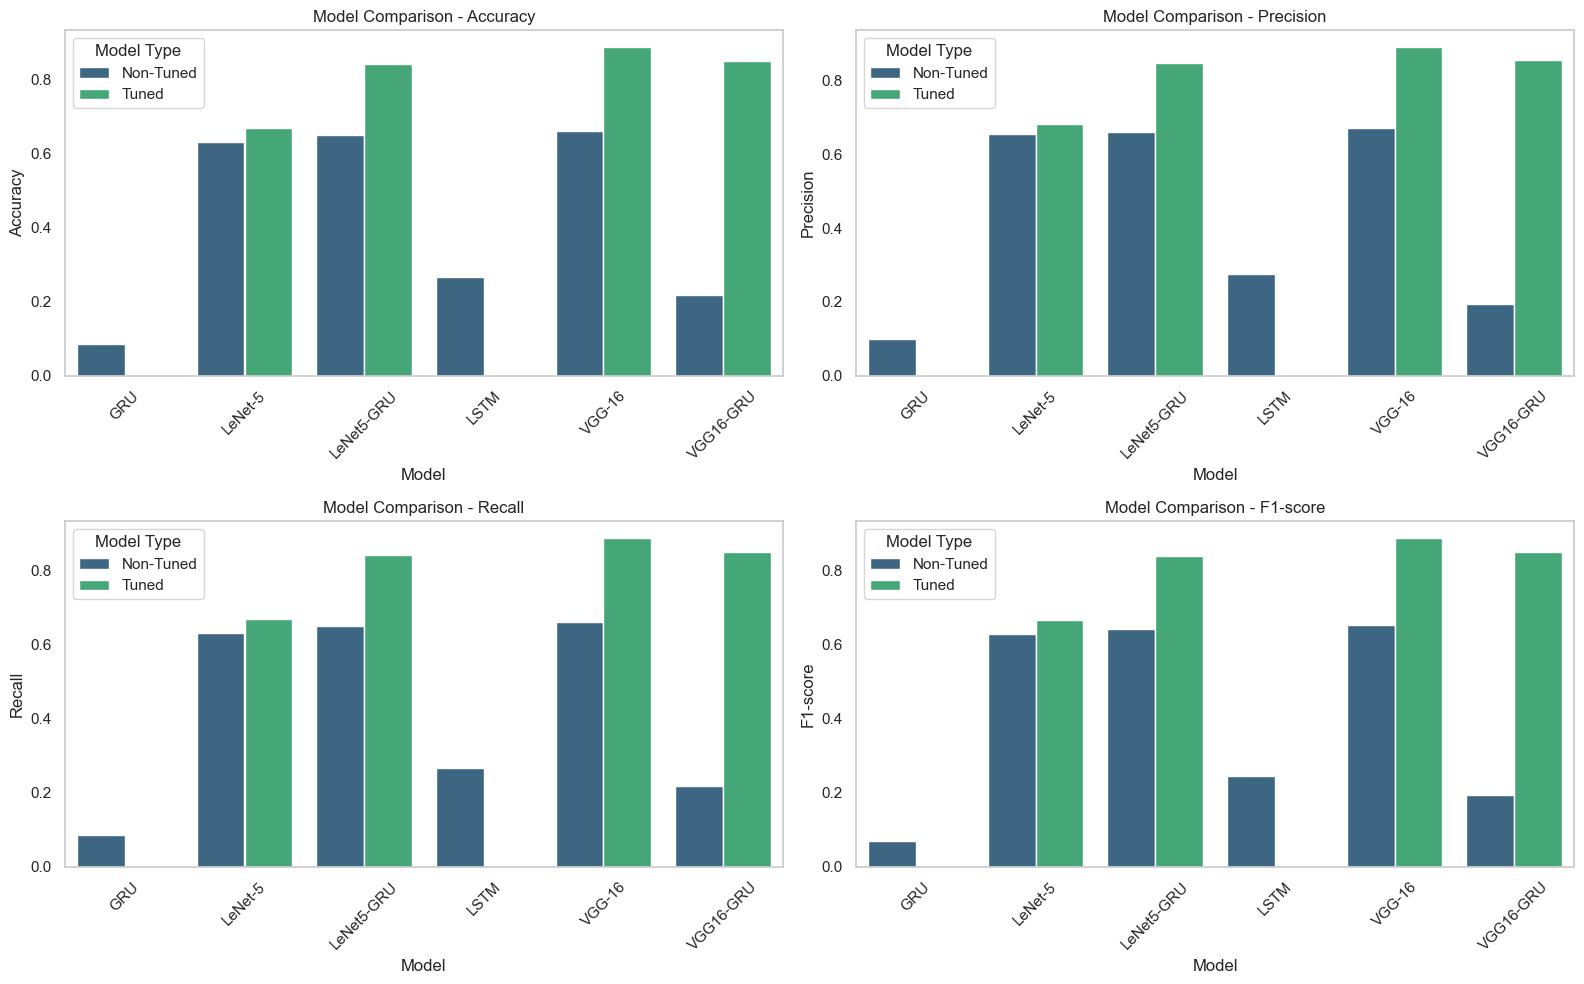 Model Comparison - Accuracy
Model Type
Non-Tuned
Tuned
Accuracy
0.8
0.6
0.4
0.2
0.0
GRU
LeNet-5
LeNet5-GRU
LSTM
VGG-16
VGG16-GRU
Model
Model Comparison - Precision
Model Type
Non-Tuned
Tuned
Precision
0.8
0.6
0.4
0.2
0.0
GRU
LeNet-5
LeNet5-GRU
LSTM
VGG-16
VGG16-GRU
Model
Model Comparison - Recall
Model Type
Non-Tuned
Tuned
Recall
0.8
0.6
0.4
0.2
0.0
GRU
LeNet-5
LeNet5-GRU
LSTM
VGG-16
VGG16-GRU
Model
Model Comparison - F1-score
Model Type
Non-Tuned
Tuned
F1-score
0.8
0.6
0.4
0.2
0.0
GRU
LeNet-5
LeNet5-GRU
LSTM
VGG-16
VGG16-GRU
Model